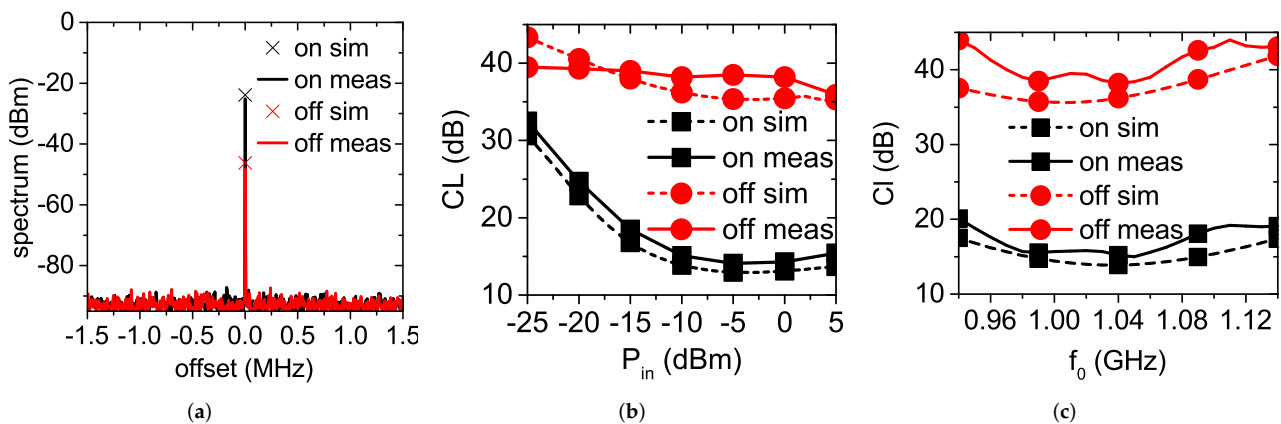 0
-20
-40
-60
-80
-1.5 -1.0 -0.5 0.0 0.5 1.0 1.5
spectrum (dBm)
offset (MHz)
on sim
on meas
off sim
off meas
(a)
40
30
20
10
-25 -20 -15 -10 -5 0 5
CL (dB)
P_in (dBm)
on sim
on meas
off sim
off meas
(b)
40
30
20
10
0.96 1.00 1.04 1.08 1.12
Cl (dB)
f_0 (GHz)
on sim
on meas
off sim
off meas
(c)